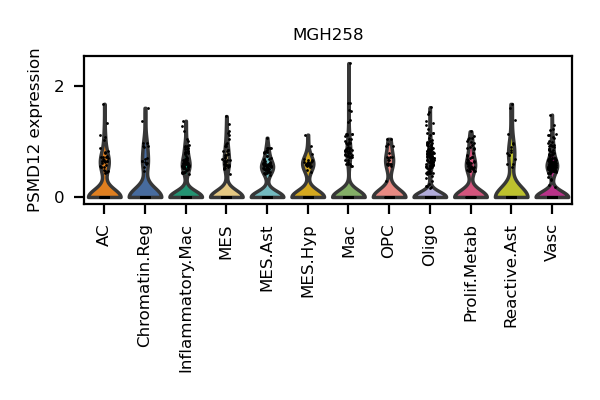 MGH258
PSMD12 expression
2
0
AC
Chromatin.Reg
Inflammatory.Mac
MES
MES.Ast
MES.Hyp
Mac
OPC
Oligo
Prolif.Metab
Reactive.Ast
Vasc